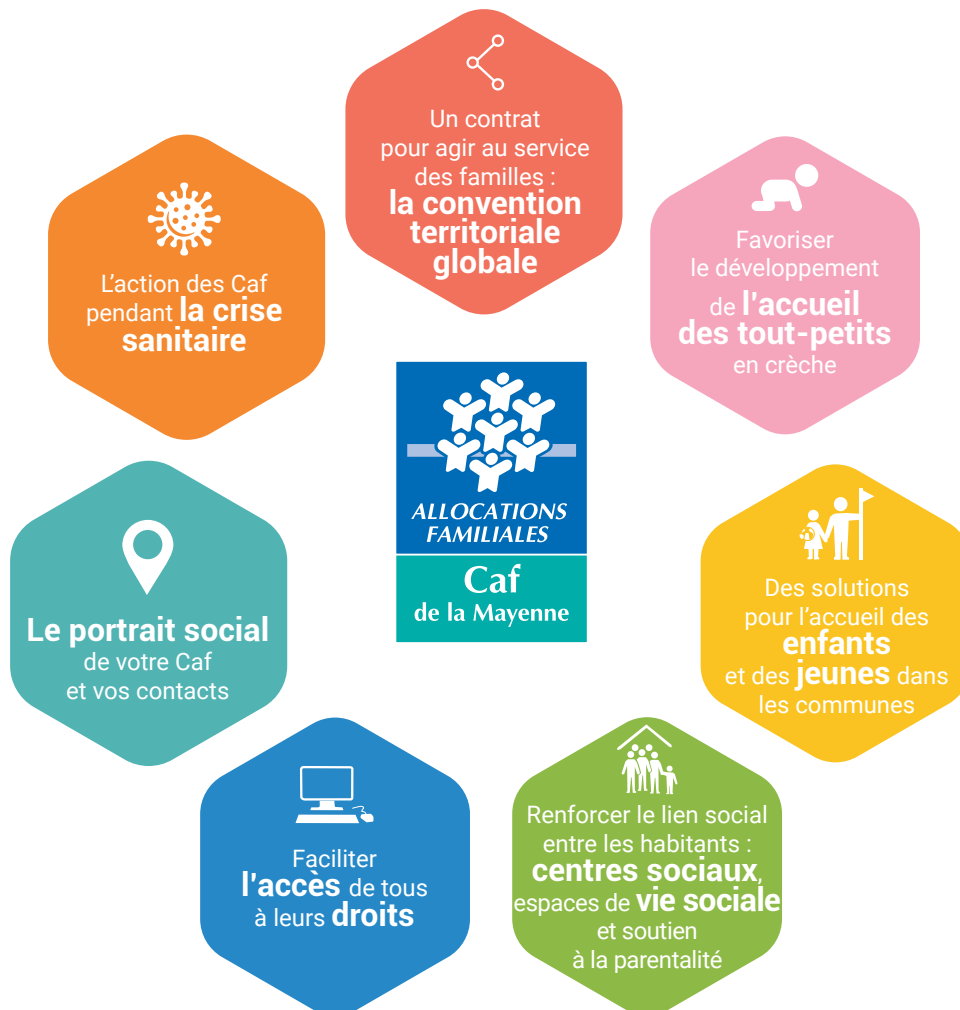 Un contrat
pour agir au service
des familles :
la convention
territoriale
globale
L'action des Caf
pendant la crise
sanitaire
Favoriser
le développement
de l'accueil
des tout-petits
en crèche
ALLOCATIONS
FAMILIALES
Caf
de la Mayenne
Le portrait social
de votre Caf
et vos contacts
Des solutions
pour l'accueil des
enfants
et des jeunes dans
les communes
Faciliter
l'accès de tous
à leurs droits
Renforcer le lien social
entre les habitants :
centres sociaux,
espaces de vie sociale
et soutien
à la parentalité